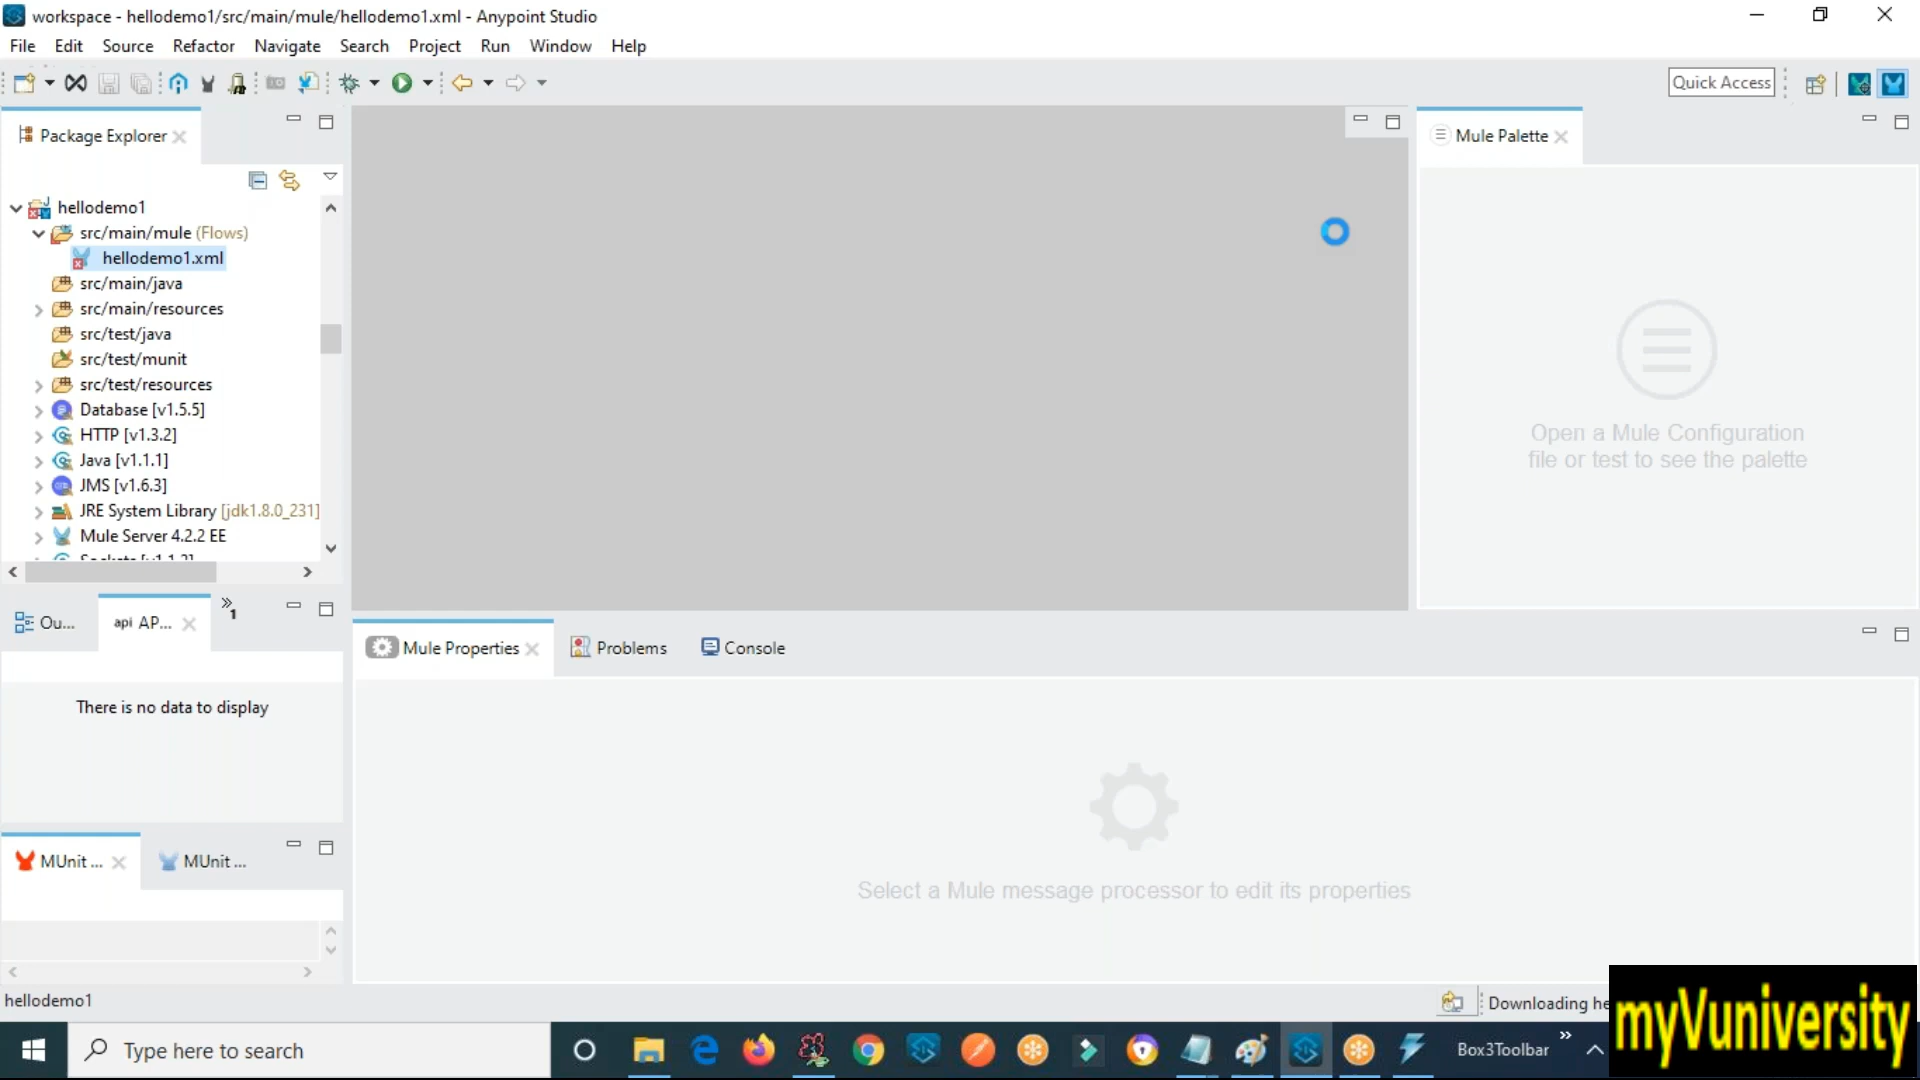 workspace - hellodemo1/src/main/mule/hellodemo1.xml - Anypoint Studio
File Edit Source Refactor Navigate Search Project Run Window Help
Quick Access
Package Explorer
Mule Palette
hellodemo1
src/main/mule (Flows)
hellodemo1.xml
src/main/java
src/main/resources
src/test/java
src/test/munit
src/test/resources
Database [v1.5.5]
HTTP [v1.3.2]
Java [v1.1.1]
JMS [v1.6.3]
JRE System Library [jdk1.8.0_231]
Mule Server 4.2.2 EE
Open a Mule Configuration
file or test to see the palette
Ou...
api AP...
1
There is no data to display
Mule Properties
Problems
Console
Select a Mule message processor to edit its properties
MUnit ...
MUnit ...
hellodemo1
Downloading he
myVuniversity
Type here to search
Box3Toolbar